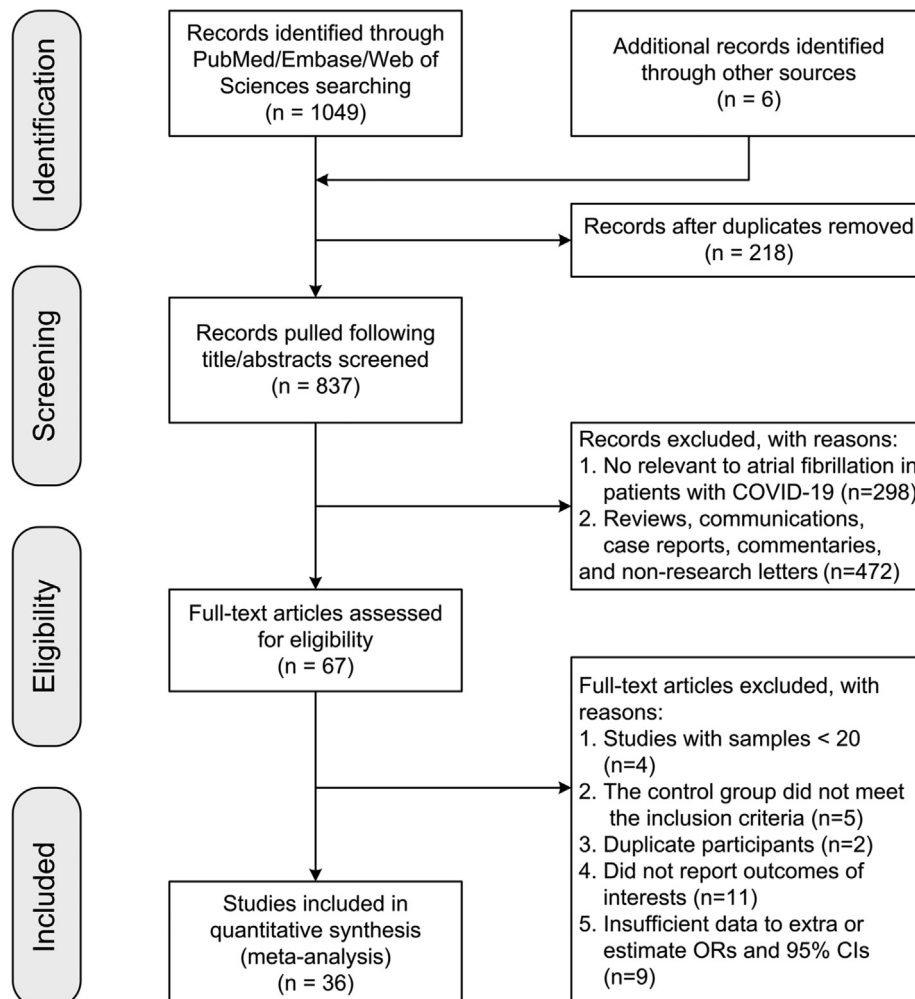 Identification
Records identified through
PubMed/Embase/Web of
Sciences searching
(n = 1049)
Additional records identified
through other sources
(n = 6)
Records after duplicates removed
(n = 218)
Screening
Records pulled following
title/abstracts screened
(n = 837)
Records excluded, with reasons:
1. No relevant to atrial fibrillation in
patients with COVID-19 (n=298)
2. Reviews, communications,
case reports, commentaries,
and non-research letters (n=472)
Eligibility
Full-text articles assessed
for eligibility
(n = 67)
Full-text articles excluded, with
reasons:
1. Studies with samples < 20
(n=4)
2. The control group did not meet
the inclusion criteria (n=5)
3. Duplicate participants (n=2)
4. Did not report outcomes of
interests (n=11)
5. Insufficient data to extra or
estimate ORs and 95% CIs
(n=9)
Included
Studies included in
quantitative synthesis
(meta-analysis)
(n = 36)